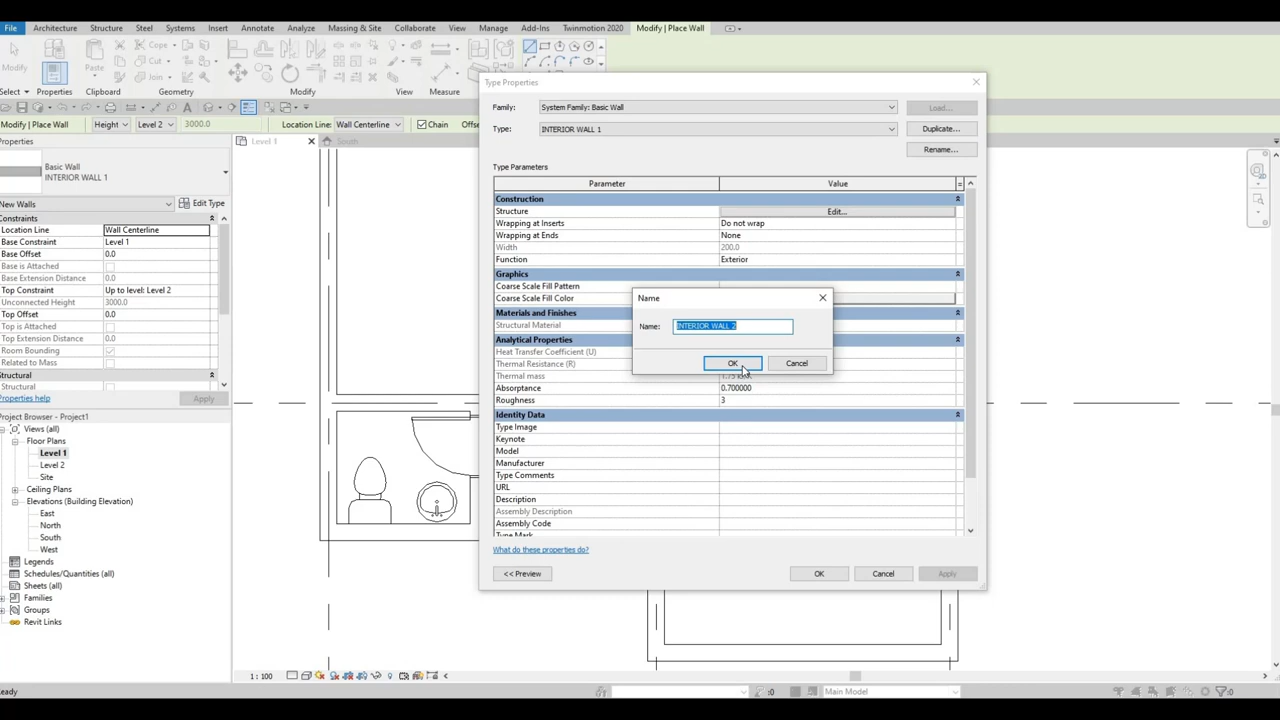 File Architecture Structure Steel Systems Insert Annotate Analyze Massing & Site Collaborate View Manage Add-Ins Twinmotion 2020 Modify | Place Wall
Modify Paste Cope Cut Join
Select Properties Clipboard Geometry Modify View Measure
Modify | Place Wall Height Level 2 3000.0 Location Line: Wall Centerline Chain Offse
Properties
Level 1 South
Basic Wall
INTERIOR WALL 1
New Walls Edit Type
Constraints
Location Line Wall Centerline
Base Constraint Level 1
Base Offset 0.0
Base is Attached
Base Extension Distance 0.0
Top Constraint Up to level: Level 2
Unconnected Height 3000.0
Top Offset 0.0
Top is Attached
Top Extension Distance 0.0
Room Bounding
Related to Mass
Structural
Structural
Properties help Apply
Project Browser - Project1
Views (all)
Floor Plans
Level 1
Level 2
Site
Ceiling Plans
Elevations (Building Elevation)
East
North
South
West
Legends
Schedules/Quantities (all)
Sheets (all)
Families
Groups
Revit Links
Type Properties
Family: System Family: Basic Wall Load...
Type: INTERIOR WALL 1 Duplicate...
Rename...
Type Parameters
Parameter Value =
Construction
Structure Edit...
Wrapping at Inserts Do not wrap
Wrapping at Ends None
Width 200.0
Function Exterior
Graphics
Coarse Scale Fill Pattern
Coarse Scale Fill Color
Materials and Finishes
Structural Material
Analytical Properties
Heat Transfer Coefficient (U)
Thermal Resistance (R)
Thermal mass
Absorptance 0.700000
Roughness 3
Identity Data
Type Image
Keynote
Model
Manufacturer
Type Comments
URL
Description
Assembly Description
Assembly Code
Type Mark
What do these properties do?
<< Preview OK Cancel Apply
Name
Name: INTERIOR WALL 2
OK Cancel
1 : 100
Ready :0 Main Model :0